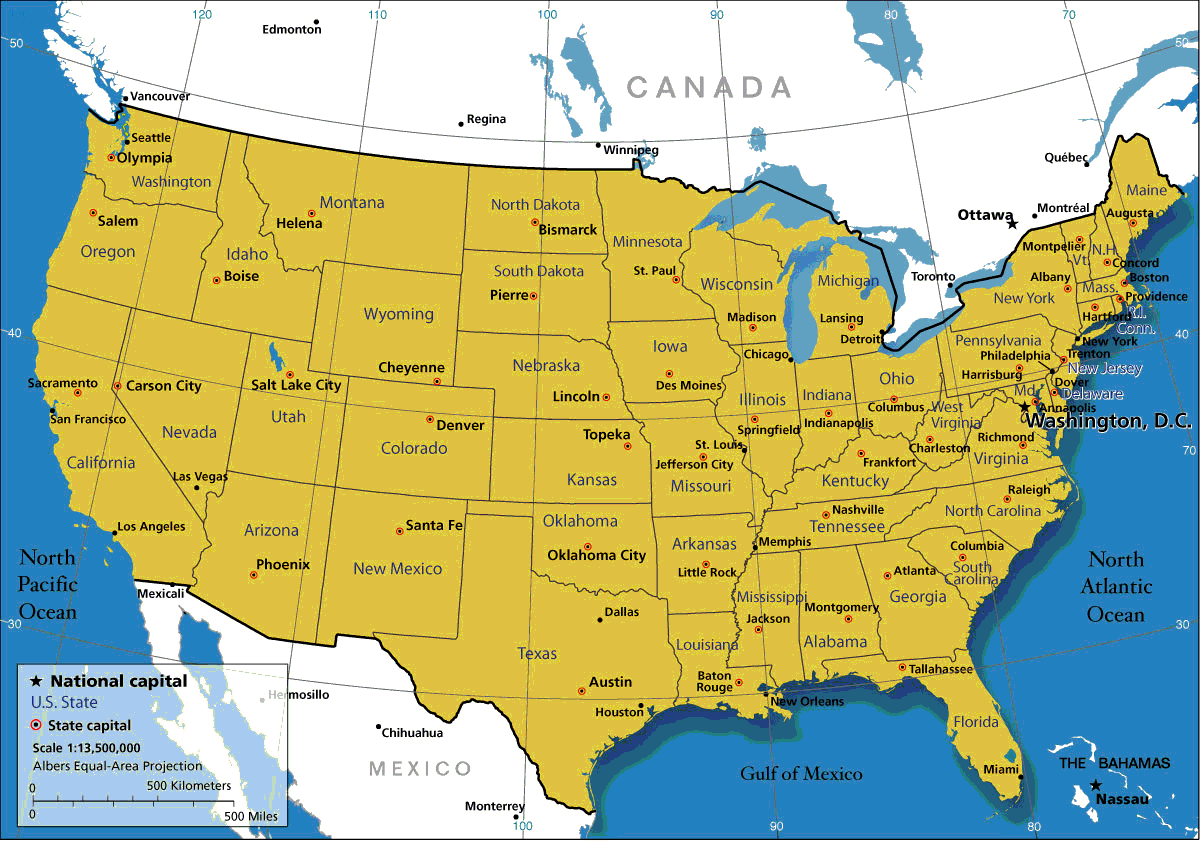 120
110
100
90
80
70
50
50
Edmonton
CANADA
Vancouver
Regina
Winnipeg
Québec
Seattle
Olympia
Washington
Montana
Helena
North Dakota
Bismarck
Minnesota
St. Paul
Ottawa
Montréal
Maine
Augusta
Salem
Oregon
Idaho
Boise
South Dakota
Pierre
Wisconsin
Madison
Michigan
Lansing
Detroit
Toronto
Montpelier
Vt.
N.H.
Concord
Albany
New York
Mass.
Boston
Providence
Hartford
R.I.
Conn.
40
40
Wyoming
Cheyenne
Nebraska
Lincoln
Iowa
Des Moines
Chicago
Pennsylvania
Philadelphia
Harrisburg
New York
Trenton
New Jersey
Dover
Delaware
Md.
Annapolis
Washington, D.C.
Sacramento
San Francisco
Carson City
Nevada
California
Salt Lake City
Utah
Denver
Colorado
Topeka
Kansas
St. Louis
Jefferson City
Missouri
Illinois
Springfield
Indiana
Indianapolis
Ohio
Columbus
West
Virginia
Charleston
Richmond
Virginia
Frankfort
Kentucky
70
Las Vegas
Los Angeles
Arizona
Phoenix
Santa Fe
New Mexico
Oklahoma
Oklahoma City
Arkansas
Little Rock
Memphis
Nashville
Tennessee
Raleigh
North Carolina
Columbia
South
Carolina
Atlanta
Georgia
North
Pacific
Ocean
North
Atlantic
Ocean
Mexicali
30
30
Dallas
Texas
Austin
Houston
Louisiana
Baton
Rouge
New Orleans
Mississippi
Jackson
Montgomery
Alabama
Tallahassee
Florida
Miami
Gulf of Mexico
THE BAHAMAS
Nassau
Hermosillo
Chihuahua
MEXICO
Monterrey
National capital
U.S. State
State capital
Scale 1:13,500,000
Albers Equal-Area Projection
0
500 Kilometers
0
500 Miles
100
90
80